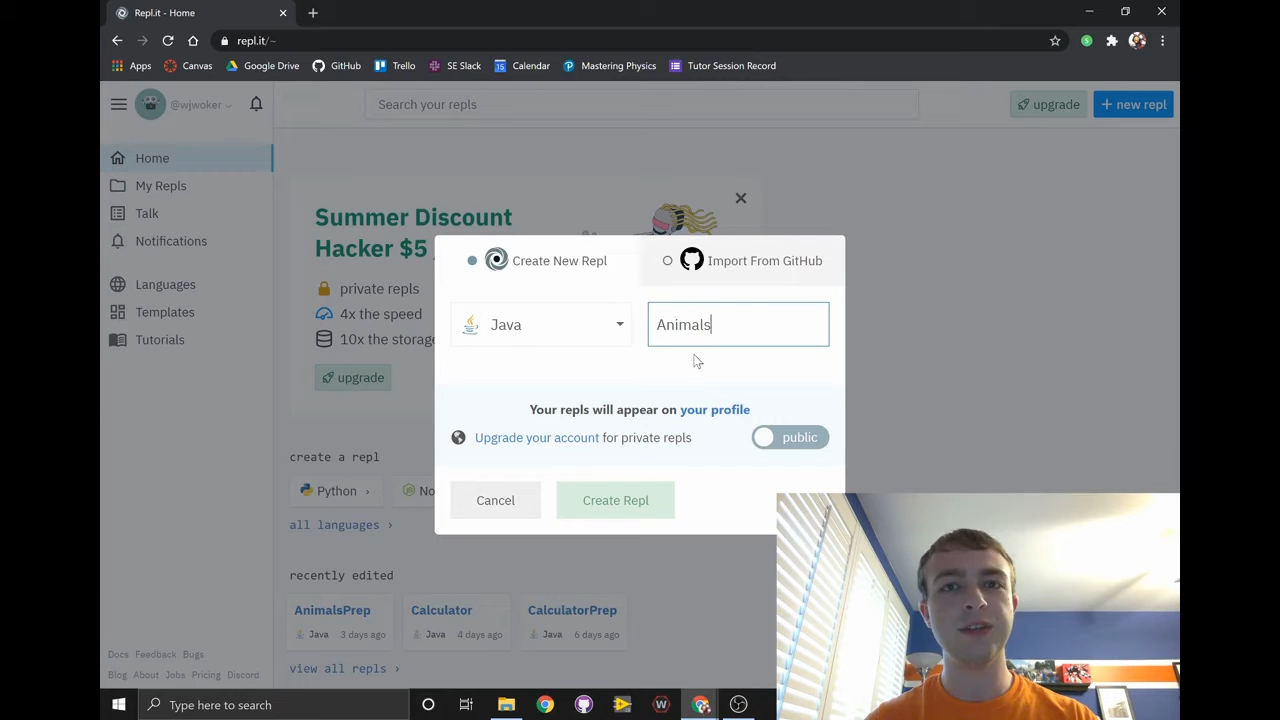 Repl.it - Home
repl.it/~
Apps Canvas Google Drive GitHub Trello SE Slack Calendar Mastering Physics Tutor Session Record
@wjwoker
Search your repls
upgrade
+ new repl
Home
My Repls
Talk
Notifications
Languages
Templates
Tutorials
Summer Discount
Hacker $5
private repls
4x the speed
10x the storage
upgrade
Create New Repl
Import From GitHub
Java
Animals
Your repls will appear on your profile
Upgrade your account for private repls
public
Cancel
Create Repl
create a repl
Python ›
No
all languages ›
recently edited
AnimalsPrep
Java 3 days ago
Calculator
Java 4 days ago
CalculatorPrep
Java 6 days ago
view all repls ›
Docs Feedback Bugs
Blog About Jobs Pricing Discord
Type here to search